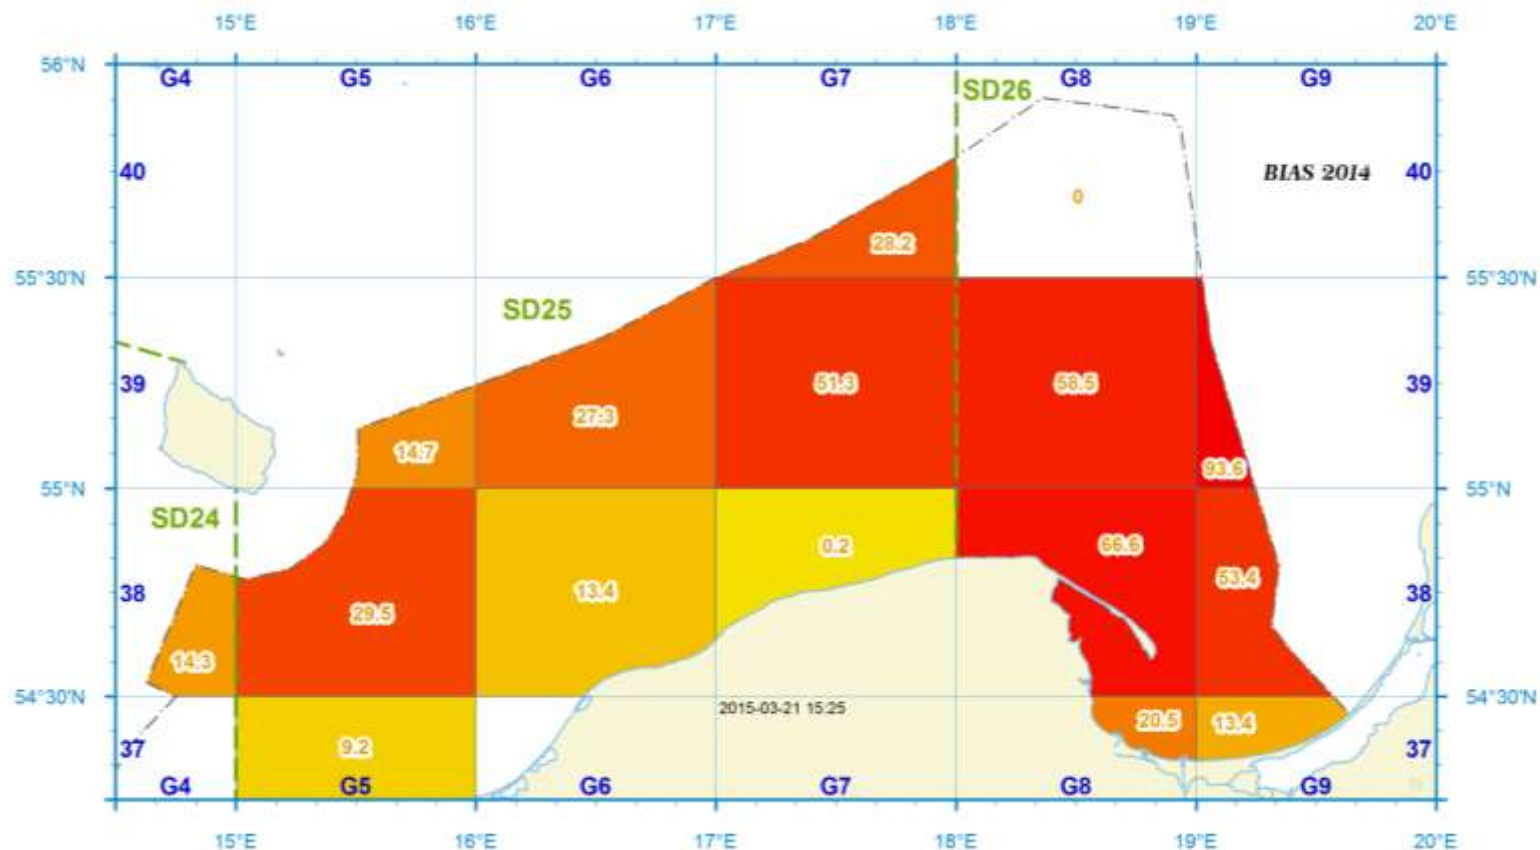 15°E 16°E 17°E 18°E 19°E 20°E
56°N G4 G5 G6 G7 SD26 G8 G9
40 0 BIAS 2014 40
28.2
55°30'N 55°30'N
SD25
39 51.3 58.5 39
27.3
14.7 93.6
55°N 55°N
SD24
0.2 66.6
53.4
38 13.4 38
29.5
14.3
54°30'N 2015-03-21 15:25 54°30'N
20.5 13.4
37 9.2 37
G4 G5 G6 G7 G8 G9
15°E 16°E 17°E 18°E 19°E 20°E